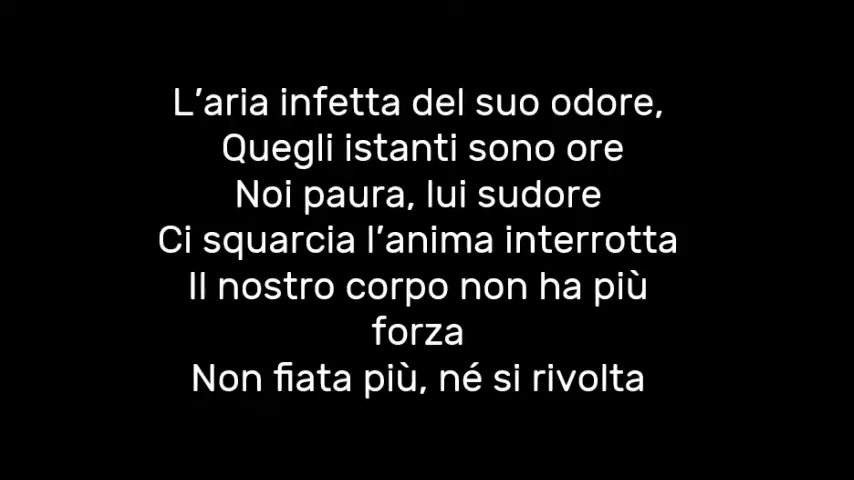 L’aria infetta del suo odore,
Quegli istanti sono ore
Noi paura, lui sudore
Ci squarcia l’anima interrotta
Il nostro corpo non ha più
forza
Non fiata più, né si rivolta